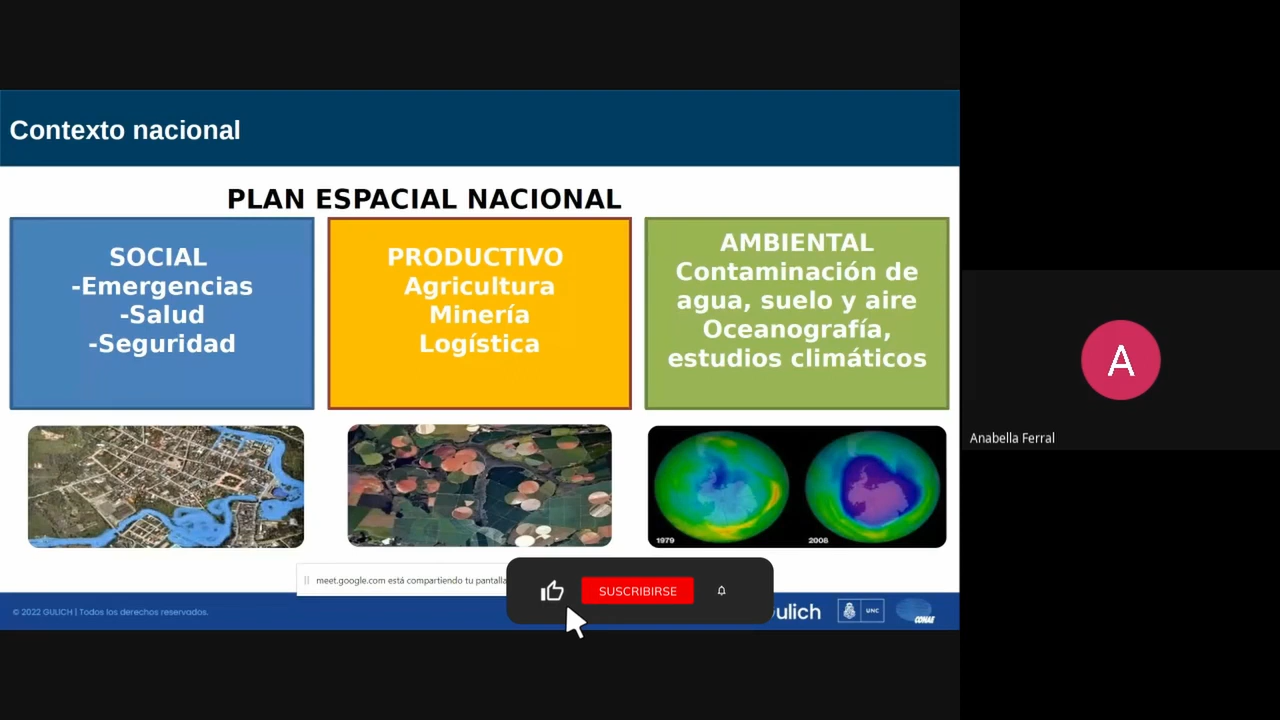 Contexto nacional
PLAN ESPACIAL NACIONAL
SOCIAL
-Emergencias
-Salud
-Seguridad
PRODUCTIVO
Agricultura
Minería
Logística
AMBIENTAL
Contaminación de
agua, suelo y aire
Oceanografía,
estudios climáticos
1979
2008
meet.google.com está compartiendo tu pantalla
SUSCRIBIRSE
© 2022 GULICH | Todos los derechos reservados.
ulich
UNC
CONAE
A
Anabella Ferral